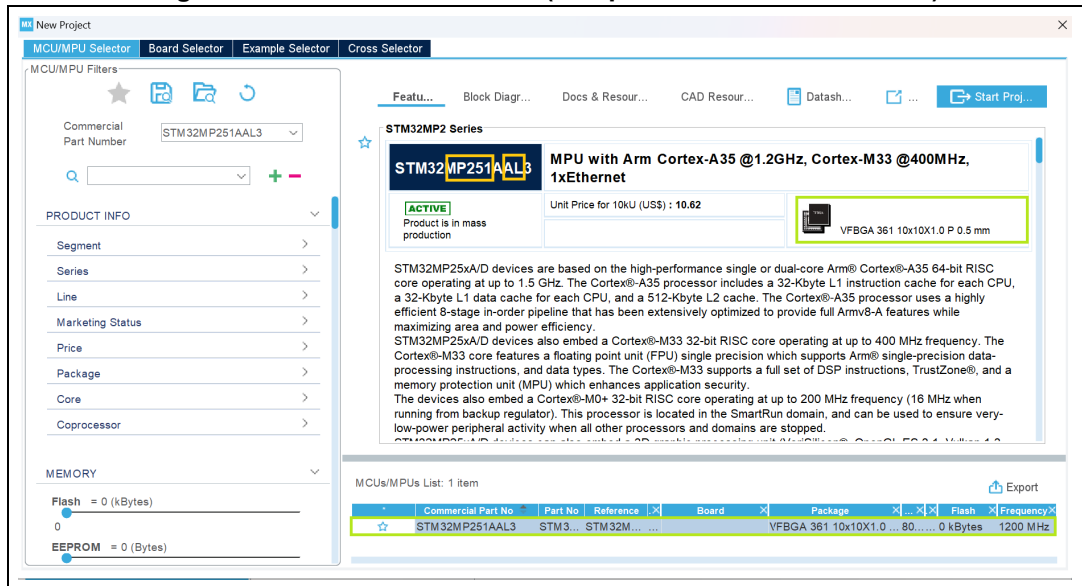 MX New Project
MCU/MPU Selector Board Selector Example Selector Cross Selector
MCU/MPU Filters
Commercial
Part Number
STM32MP251AAL3
PRODUCT INFO
Segment
Series
Line
Marketing Status
Price
Package
Core
Coprocessor
MEMORY
Flash = 0 (kBytes)
0
EEPROM = 0 (Bytes)
Featu... Block Diagr... Docs & Resour... CAD Resour... Datash... ... Start Proj...
STM32MP2 Series
STM32MP251AAL3
MPU with Arm Cortex-A35 @1.2GHz, Cortex-M33 @400MHz,
1xEthernet
ACTIVE
Product is in mass
production
Unit Price for 10kU (US$) : 10.62
VFBGA 361 10x10X1.0 P 0.5 mm
STM32MP25xA/D devices are based on the high-performance single or dual-core Arm® Cortex®-A35 64-bit RISC
core operating at up to 1.5 GHz. The Cortex®-A35 processor includes a 32-Kbyte L1 instruction cache for each CPU,
a 32-Kbyte L1 data cache for each CPU, and a 512-Kbyte L2 cache. The Cortex®-A35 processor uses a highly
efficient 8-stage in-order pipeline that has been extensively optimized to provide full Armv8-A features while
maximizing area and power efficiency.
STM32MP25xA/D devices also embed a Cortex®-M33 32-bit RISC core operating at up to 400 MHz frequency. The
Cortex®-M33 core features a floating point unit (FPU) single precision which supports Arm® single-precision data-
processing instructions, and data types. The Cortex®-M33 supports a full set of DSP instructions, TrustZone®, and a
memory protection unit (MPU) which enhances application security.
The devices also embed a Cortex®-M0+ 32-bit RISC core operating at up to 200 MHz frequency (16 MHz when
running from backup regulator). This processor is located in the SmartRun domain, and can be used to ensure very-
low-power peripheral activity when all other processors and domains are stopped.
MCUs/MPUs List: 1 item
Export
* Commercial Part No Part No Reference Board Package ... Flash Frequency
STM32MP251AAL3 STM3... STM32M... ... VFBGA 361 10x10X1.0 ... 80... ... 0 kBytes 1200 MHz